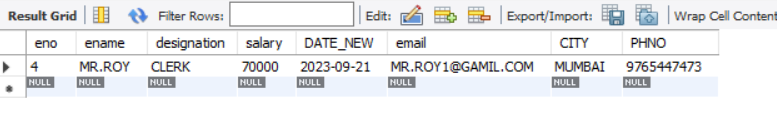 Result Grid Filter Rows: Edit: Export/Import: Wrap Cell Content
eno ename designation salary DATE_NEW email CITY PHNO
4 MR.ROY CLERK 70000 2023-09-21 MR.ROY1@GAMIL.COM MUMBAI 9765447473
NULL NULL NULL NULL NULL NULL NULL NULL